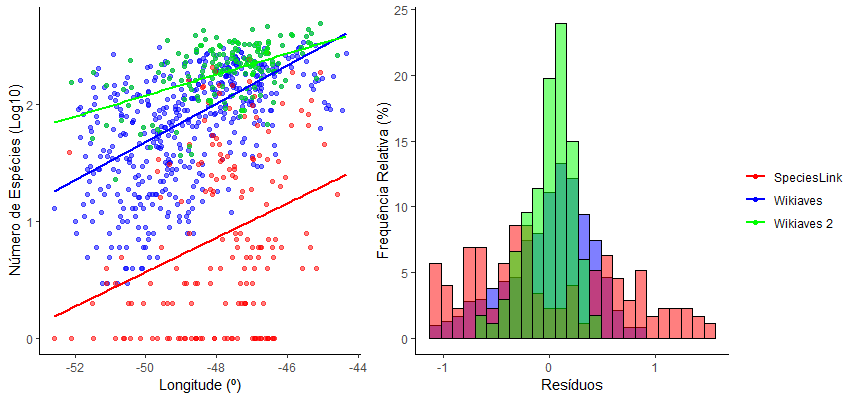 Número de Espécies (Log10)
2
1
0
-52
-50
-48
-46
-44
Longitude (º)
Frequência Relativa (%)
25
20
15
10
5
0
-1
0
1
Resíduos
SpeciesLink
Wikiaves
Wikiaves 2